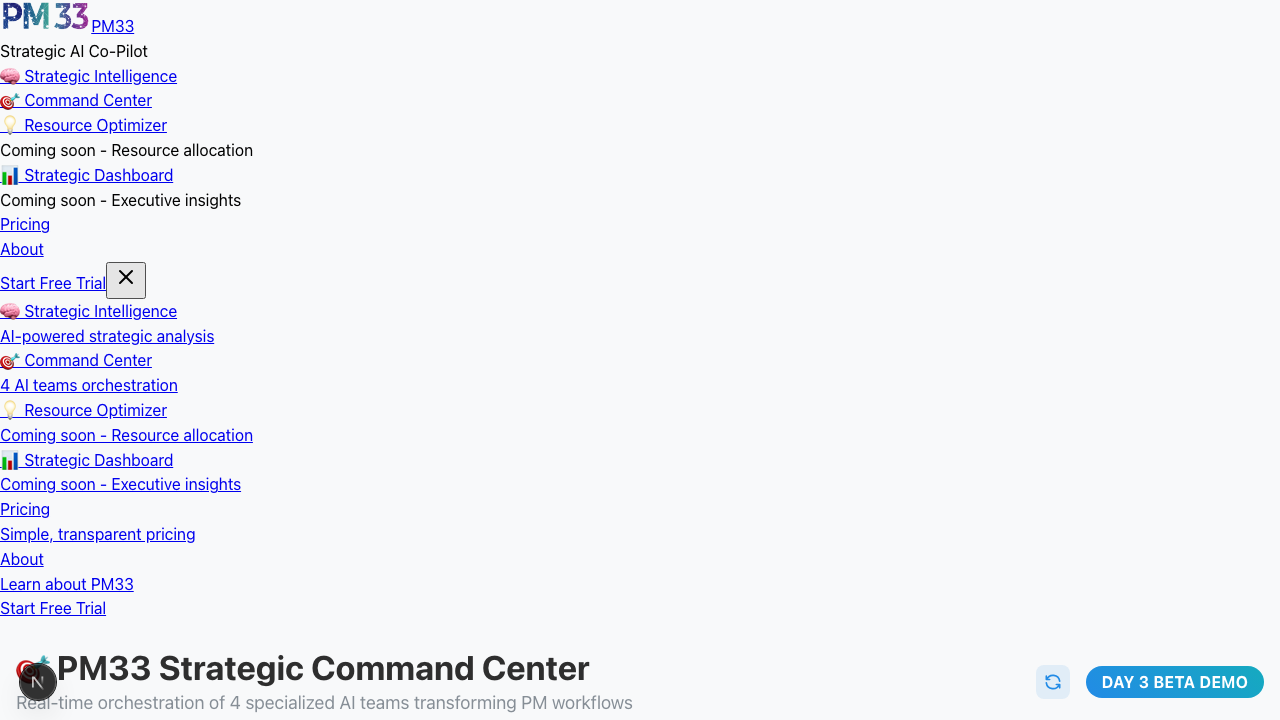 PM33 PM33
Strategic AI Co-Pilot
🧠 Strategic Intelligence
🎯 Command Center
💡 Resource Optimizer
Coming soon - Resource allocation
📊 Strategic Dashboard
Coming soon - Executive insights
Pricing
About
Start Free Trial
🧠 Strategic Intelligence
AI-powered strategic analysis
🎯 Command Center
4 AI teams orchestration
💡 Resource Optimizer
Coming soon - Resource allocation
📊 Strategic Dashboard
Coming soon - Executive insights
Pricing
Simple, transparent pricing
About
Learn about PM33
Start Free Trial
🎯 PM33 Strategic Command Center
Real-time orchestration of 4 specialized AI teams transforming PM workflows
DAY 3 BETA DEMO
N